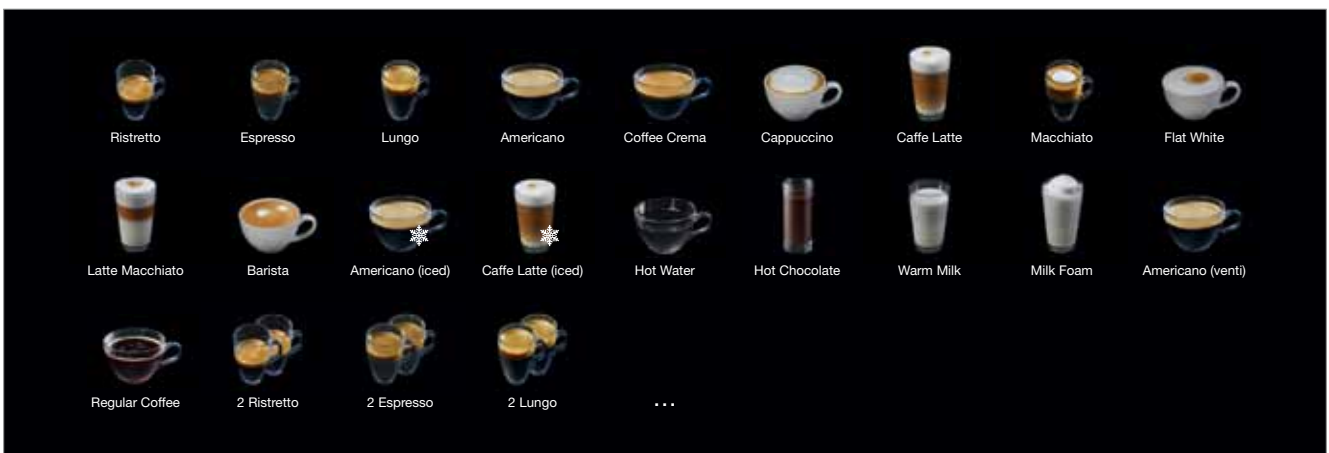 Ristretto
Espresso
Lungo
Americano
Coffee Crema
Cappuccino
Caffe Latte
Macchiato
Flat White
Latte Macchiato
Barista
Americano (iced)
Caffe Latte (iced)
Hot Water
Hot Chocolate
Warm Milk
Milk Foam
Americano (venti)
Regular Coffee
2 Ristretto
2 Espresso
2 Lungo
...